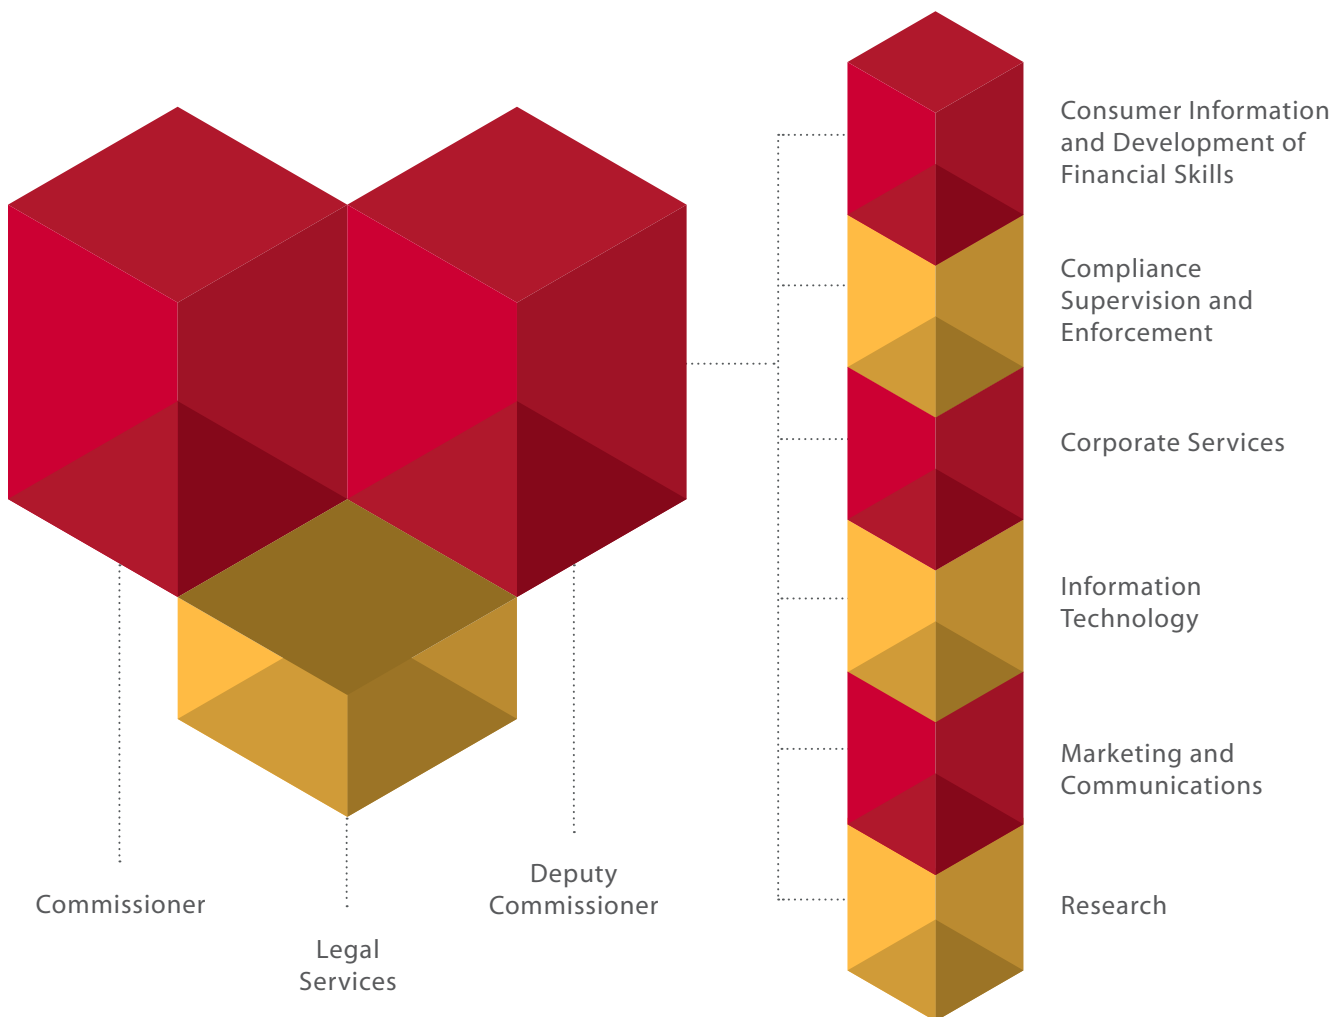 Commissioner
Legal
Services
Deputy
Commissioner
Consumer Information
and Development of
Financial Skills
Compliance
Supervision and
Enforcement
Corporate Services
Information
Technology
Marketing and
Communications
Research